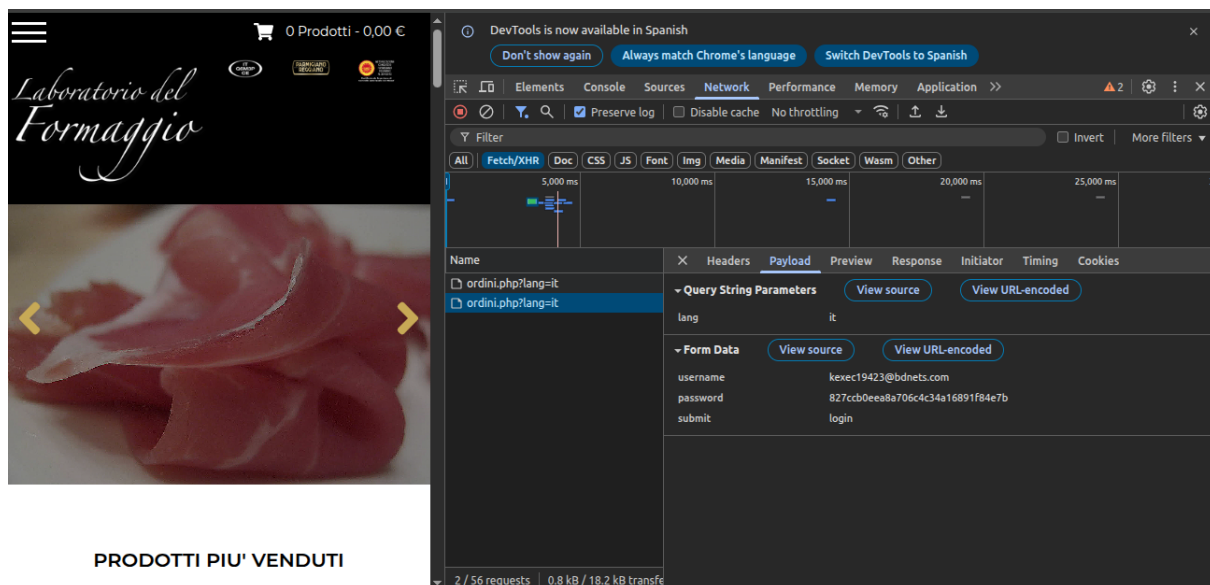 0 Prodotti - 0,00 €
Laboratorio del
Formaggio
PARMIGIANO
REGGIANO
PRODOTTI PIU' VENDUTI
DevTools is now available in Spanish
Don't show again
Always match Chrome's language
Switch DevTools to Spanish
Elements Console Sources Network Performance Memory Application 2
Preserve log Disable cache No throttling
Filter Invert More filters
All Fetch/XHR Doc CSS JS Font Img Media Manifest Socket Wasm Other
5,000 ms 10,000 ms 15,000 ms 20,000 ms 25,000 ms
Name
ordini.php?lang=it
ordini.php?lang=it
Headers Payload Preview Response Initiator Timing Cookies
Query String Parameters View source View URL-encoded
lang it
Form Data View source View URL-encoded
username kexec19423@bdnets.com
password 827ccb0eea8a706c4c34a16891f84e7b
submit login
2 / 56 requests 0.8 kB / 18.2 kB transfe